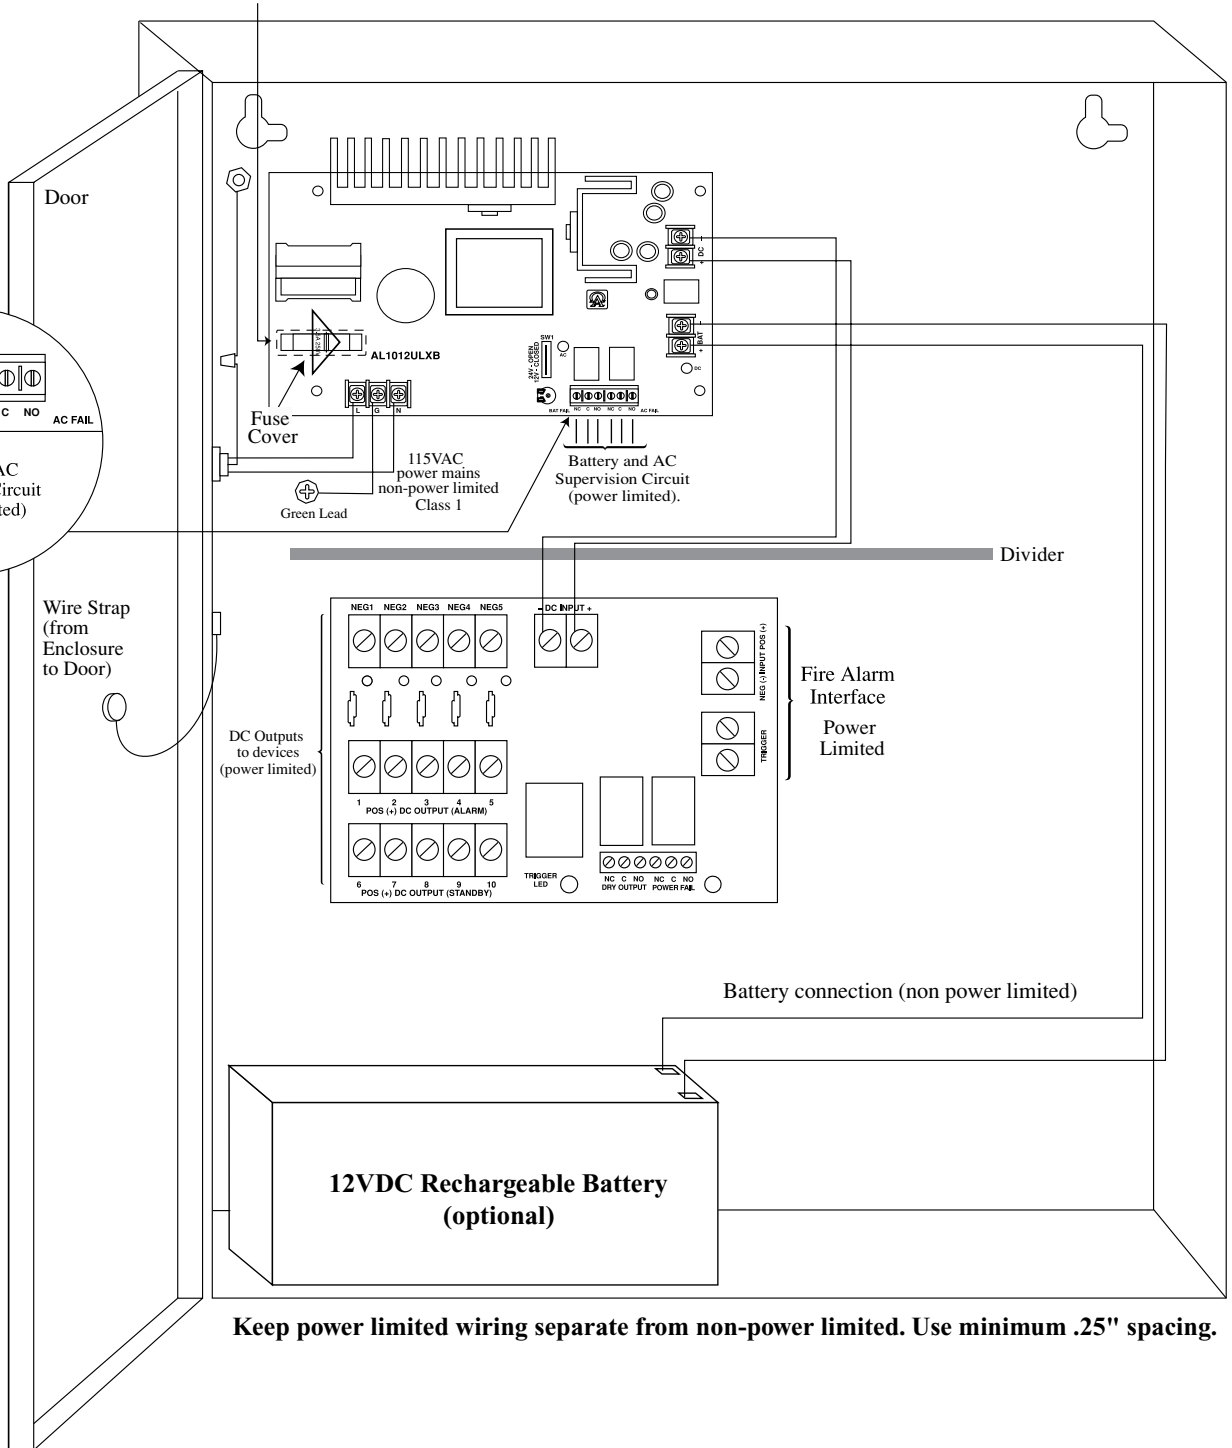 Door
DC
- +
BAT
- +
DC
3.5A 250V
AL1012ULXB
SW1
24V - OPEN
12V - CLOSED
AC
L G N
BAT FAIL NC C NO NC C NO AC FAIL
C NO AC FAIL
Fuse
Cover
115VAC
power mains
non-power limited
Class 1
Green Lead
Battery and AC
Supervision Circuit
(power limited).
Divider
Wire Strap
(from
Enclosure
to Door)
NEG1 NEG2 NEG3 NEG4 NEG5
- DC INPUT +
NEG (-) INPUT POS (+)
TRIGGER
Fire Alarm
Interface
Power
Limited
DC Outputs
to devices
(power limited)
1 2 3 4 5
POS (+) DC OUTPUT (ALARM)
6 7 8 9 10
POS (+) DC OUTPUT (STANDBY)
TRIGGER
LED
NC C NO NC C NO
DRY OUTPUT POWER FAIL
Battery connection (non power limited)
12VDC Rechargeable Battery
(optional)
Keep power limited wiring separate from non-power limited. Use minimum .25" spacing.